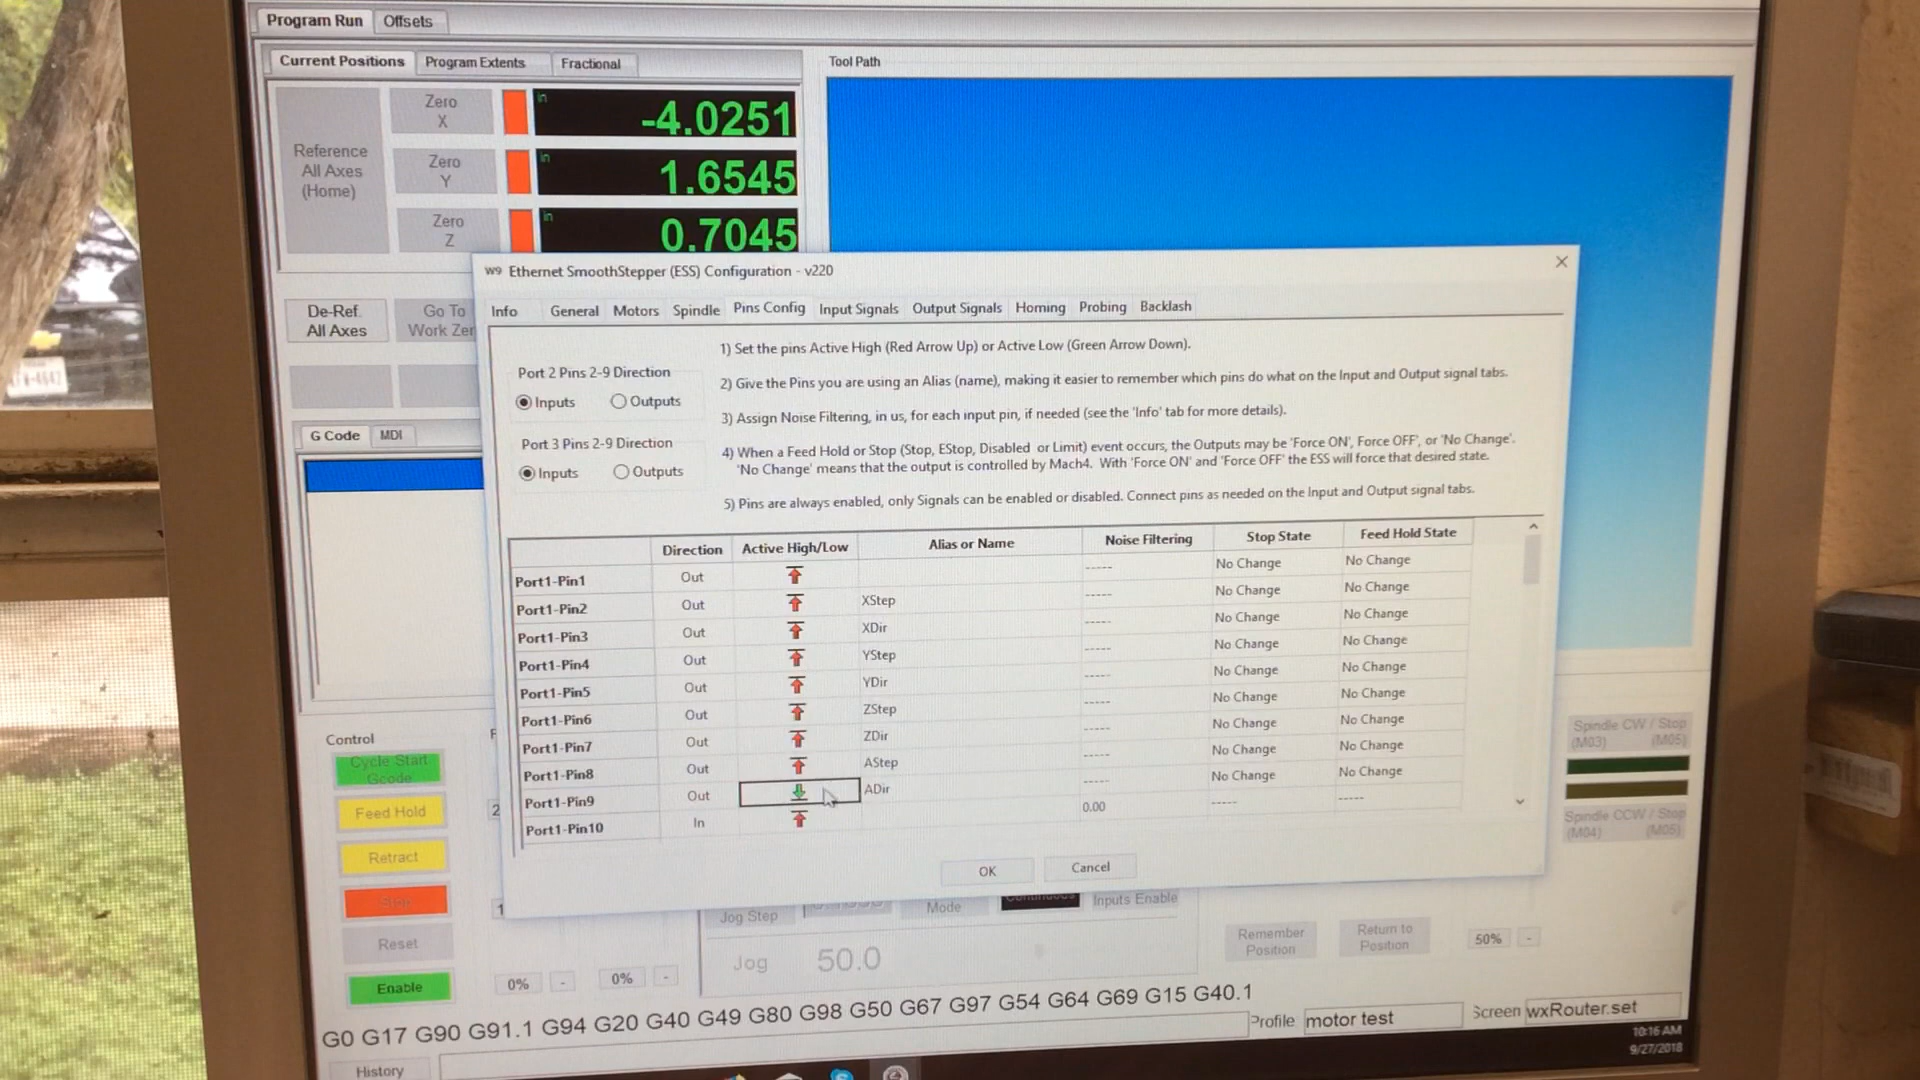 Program Run Offsets
Current Positions Program Extents Fractional
Tool Path
Reference
All Axes
(Home)
Zero
X
in
-4.0251
Zero
Y
in
1.6545
Zero
Z
in
0.7045
De-Ref.
All Axes
Go To
Work Zer
G Code MDI
Ethernet SmoothStepper (ESS) Configuration - v220
Info General Motors Spindle Pins Config Input Signals Output Signals Homing Probing Backlash
Port 2 Pins 2-9 Direction
Inputs Outputs
Port 3 Pins 2-9 Direction
Inputs Outputs
1) Set the pins Active High (Red Arrow Up) or Active Low (Green Arrow Down).
2) Give the Pins you are using an Alias (name), making it easier to remember which pins do what on the Input and Output signal tabs.
3) Assign Noise Filtering, in us, for each input pin, if needed (see the 'Info' tab for more details).
4) When a Feed Hold or Stop (Stop, EStop, Disabled or Limit) event occurs, the Outputs may be 'Force ON', Force OFF', or 'No Change'.
'No Change' means that the output is controlled by Mach4. With 'Force ON' and 'Force OFF' the ESS will force that desired state.
5) Pins are always enabled, only Signals can be enabled or disabled. Connect pins as needed on the Input and Output signal tabs.
Direction Active High/Low Alias or Name Noise Filtering Stop State Feed Hold State
Port1-Pin1 Out ----- No Change No Change
Port1-Pin2 Out XStep ----- No Change No Change
Port1-Pin3 Out XDir ----- No Change No Change
Port1-Pin4 Out YStep ----- No Change No Change
Port1-Pin5 Out YDir ----- No Change No Change
Port1-Pin6 Out ZStep ----- No Change No Change
Port1-Pin7 Out ZDir ----- No Change No Change
Port1-Pin8 Out AStep ----- No Change No Change
Port1-Pin9 Out ADir ----- No Change No Change
Port1-Pin10 In 0.00 ----- -----
OK Cancel
Control
Cycle Start
Gcode
Feed Hold
Retract
Stop
Reset
Enable
0% - 0% -
Jog Step
Mode
Continuous
Inputs Enable
Jog 50.0
Spindle CW / Stop
(M03) (M05)
Spindle CCW / Stop
(M04) (M05)
Remember
Position
Return to
Position
50% -
G0 G17 G90 G91.1 G94 G20 G40 G49 G80 G98 G50 G67 G97 G54 G64 G69 G15 G40.1
Profile motor test Screen wxRouter.set
History
10:16 AM
9/27/2018